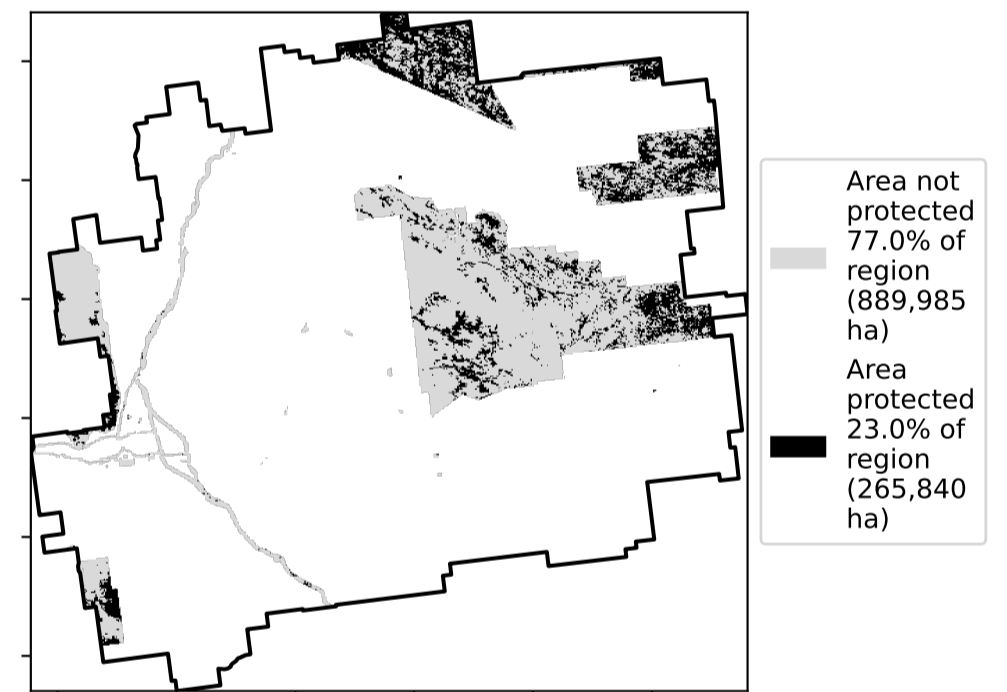 Area not
protected
77.0% of
region
(889,985
ha)
Area
protected
23.0% of
region
(265,840
ha)